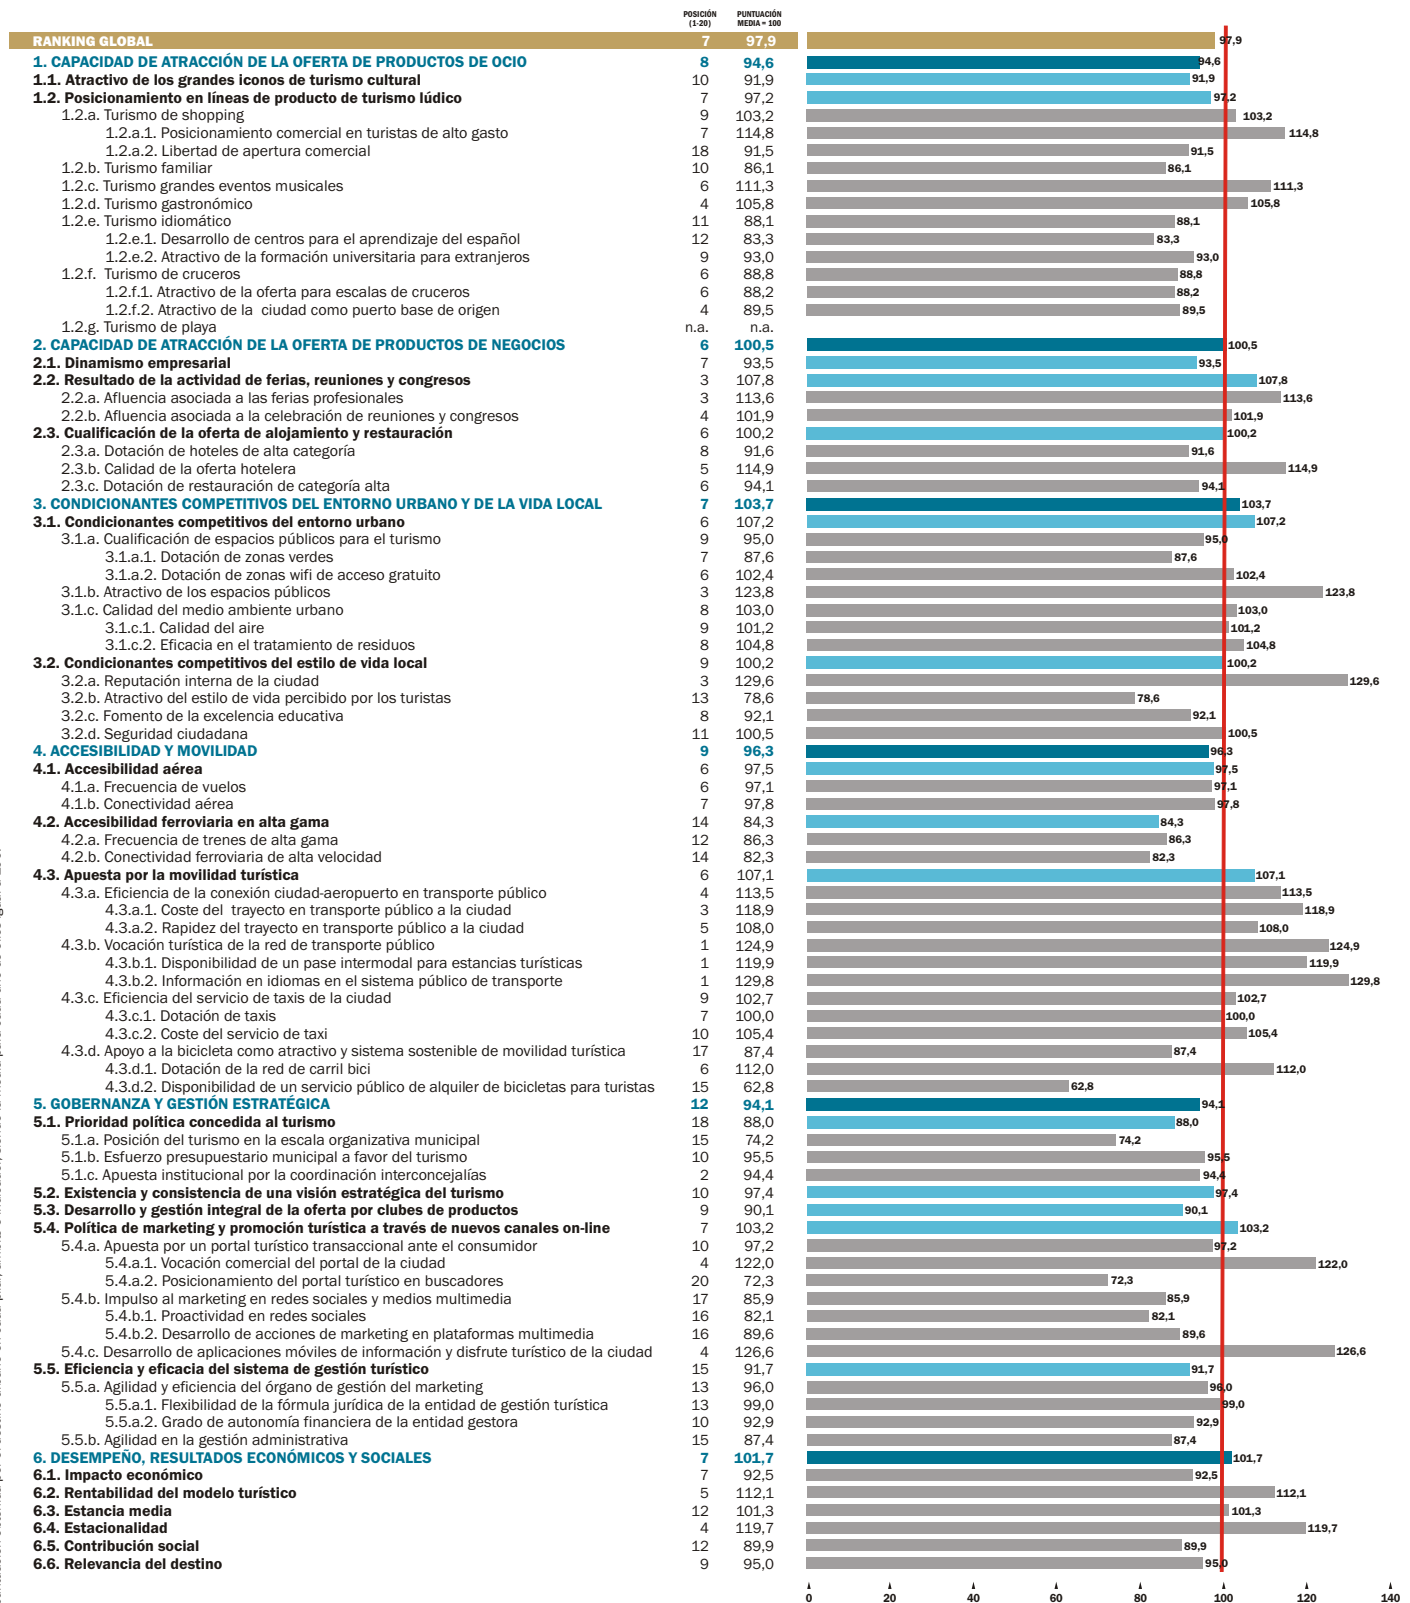 POSICIÓN PUNTUACIÓN
(1-20) MEDIA = 100
RANKING GLOBAL 7 97,9 97,9
1. CAPACIDAD DE ATRACCIÓN DE LA OFERTA DE PRODUCTOS DE OCIO 8 94,6 94,6
1.1. Atractivo de los grandes iconos de turismo cultural 10 91,9 91,9
1.2. Posicionamiento en líneas de producto de turismo lúdico 7 97,2 97,2
1.2.a. Turismo de shopping 9 103,2 103,2
1.2.a.1. Posicionamiento comercial en turistas de alto gasto 7 114,8 114,8
1.2.a.2. Libertad de apertura comercial 18 91,5 91,5
1.2.b. Turismo familiar 10 86,1 86,1
1.2.c. Turismo grandes eventos musicales 6 111,3 111,3
1.2.d. Turismo gastronómico 4 105,8 105,8
1.2.e. Turismo idiomático 11 88,1 88,1
1.2.e.1. Desarrollo de centros para el aprendizaje del español 12 83,3 83,3
1.2.e.2. Atractivo de la formación universitaria para extranjeros 9 93,0 93,0
1.2.f. Turismo de cruceros 6 88,8 88,8
1.2.f.1. Atractivo de la oferta para escalas de cruceros 6 88,2 88,2
1.2.f.2. Atractivo de la ciudad como puerto base de origen 4 89,5 89,5
1.2.g. Turismo de playa n.a. n.a.
2. CAPACIDAD DE ATRACCIÓN DE LA OFERTA DE PRODUCTOS DE NEGOCIOS 6 100,5 100,5
2.1. Dinamismo empresarial 7 93,5 93,5
2.2. Resultado de la actividad de ferias, reuniones y congresos 3 107,8 107,8
2.2.a. Afluencia asociada a las ferias profesionales 3 113,6 113,6
2.2.b. Afluencia asociada a la celebración de reuniones y congresos 4 101,9 101,9
2.3. Cualificación de la oferta de alojamiento y restauración 6 100,2 100,2
2.3.a. Dotación de hoteles de alta categoría 8 91,6 91,6
2.3.b. Calidad de la oferta hotelera 5 114,9 114,9
2.3.c. Dotación de restauración de categoría alta 6 94,1 94,1
3. CONDICIONANTES COMPETITIVOS DEL ENTORNO URBANO Y DE LA VIDA LOCAL 7 103,7 103,7
3.1. Condicionantes competitivos del entorno urbano 6 107,2 107,2
3.1.a. Cualificación de espacios públicos para el turismo 9 95,0 95,0
3.1.a.1. Dotación de zonas verdes 7 87,6 87,6
3.1.a.2. Dotación de zonas wifi de acceso gratuito 6 102,4 102,4
3.1.b. Atractivo de los espacios públicos 3 123,8 123,8
3.1.c. Calidad del medio ambiente urbano 8 103,0 103,0
3.1.c.1. Calidad del aire 9 101,2 101,2
3.1.c.2. Eficacia en el tratamiento de residuos 8 104,8 104,8
3.2. Condicionantes competitivos del estilo de vida local 9 100,2 100,2
3.2.a. Reputación interna de la ciudad 3 129,6 129,6
3.2.b. Atractivo del estilo de vida percibido por los turistas 13 78,6 78,6
3.2.c. Fomento de la excelencia educativa 8 92,1 92,1
3.2.d. Seguridad ciudadana 11 100,5 100,5
4. ACCESIBILIDAD Y MOVILIDAD 9 96,3 96,3
4.1. Accesibilidad aérea 6 97,5 97,5
4.1.a. Frecuencia de vuelos 6 97,1 97,1
4.1.b. Conectividad aérea 7 97,8 97,8
4.2. Accesibilidad ferroviaria en alta gama 14 84,3 84,3
4.2.a. Frecuencia de trenes de alta gama 12 86,3 86,3
4.2.b. Conectividad ferroviaria de alta velocidad 14 82,3 82,3
4.3. Apuesta por la movilidad turística 6 107,1 107,1
4.3.a. Eficiencia de la conexión ciudad-aeropuerto en transporte público 4 113,5 113,5
4.3.a.1. Coste del trayecto en transporte público a la ciudad 3 118,9 118,9
4.3.a.2. Rapidez del trayecto en transporte público a la ciudad 5 108,0 108,0
4.3.b. Vocación turística de la red de transporte público 1 124,9 124,9
4.3.b.1. Disponibilidad de un pase intermodal para estancias turísticas 1 119,9 119,9
4.3.b.2. Información en idiomas en el sistema público de transporte 1 129,8 129,8
4.3.c. Eficiencia del servicio de taxis de la ciudad 9 102,7 102,7
4.3.c.1. Dotación de taxis 7 100,0 100,0
4.3.c.2. Coste del servicio de taxi 10 105,4 105,4
4.3.d. Apoyo a la bicicleta como atractivo y sistema sostenible de movilidad turística 17 87,4 87,4
4.3.d.1. Dotación de la red de carril bici 6 112,0 112,0
4.3.d.2. Disponibilidad de un servicio público de alquiler de bicicletas para turistas 15 62,8 62,8
5. GOBERNANZA Y GESTIÓN ESTRATÉGICA 12 94,1 94,1
5.1. Prioridad política concedida al turismo 18 88,0 88,0
5.1.a. Posición del turismo en la escala organizativa municipal 15 74,2 74,2
5.1.b. Esfuerzo presupuestario municipal a favor del turismo 10 95,5 95,5
5.1.c. Apuesta institucional por la coordinación interconcejalías 2 94,4 94,4
5.2. Existencia y consistencia de una visión estratégica del turismo 10 97,4 97,4
5.3. Desarrollo y gestión integral de la oferta por clubes de productos 9 90,1 90,1
5.4. Política de marketing y promoción turística a través de nuevos canales on-line 7 103,2 103,2
5.4.a. Apuesta por un portal turístico transaccional ante el consumidor 10 97,2 97,2
5.4.a.1. Vocación comercial del portal de la ciudad 4 122,0 122,0
5.4.a.2. Posicionamiento del portal turístico en buscadores 20 72,3 72,3
5.4.b. Impulso al marketing en redes sociales y medios multimedia 17 85,9 85,9
5.4.b.1. Proactividad en redes sociales 16 82,1 82,1
5.4.b.2. Desarrollo de acciones de marketing en plataformas multimedia 16 89,6 89,6
5.4.c. Desarrollo de aplicaciones móviles de información y disfrute turístico de la ciudad 4 126,6 126,6
5.5. Eficiencia y eficacia del sistema de gestión turístico 15 91,7 91,7
5.5.a. Agilidad y eficiencia del órgano de gestión del marketing 13 96,0 96,0
5.5.a.1. Flexibilidad de la fórmula jurídica de la entidad de gestión turística 13 99,0 99,0
5.5.a.2. Grado de autonomía financiera de la entidad gestora 10 92,9 92,9
5.5.b. Agilidad en la gestión administrativa 15 87,4 87,4
6. DESEMPEÑO, RESULTADOS ECONÓMICOS Y SOCIALES 7 101,7 101,7
6.1. Impacto económico 7 92,5 92,5
6.2. Rentabilidad del modelo turístico 5 112,1 112,1
6.3. Estancia media 12 101,3 101,3
6.4. Estacionalidad 4 119,7 119,7
6.5. Contribución social 12 89,9 89,9
6.6. Relevancia del destino 9 95,0 95,0
0 20 40 60 80 100 120 140